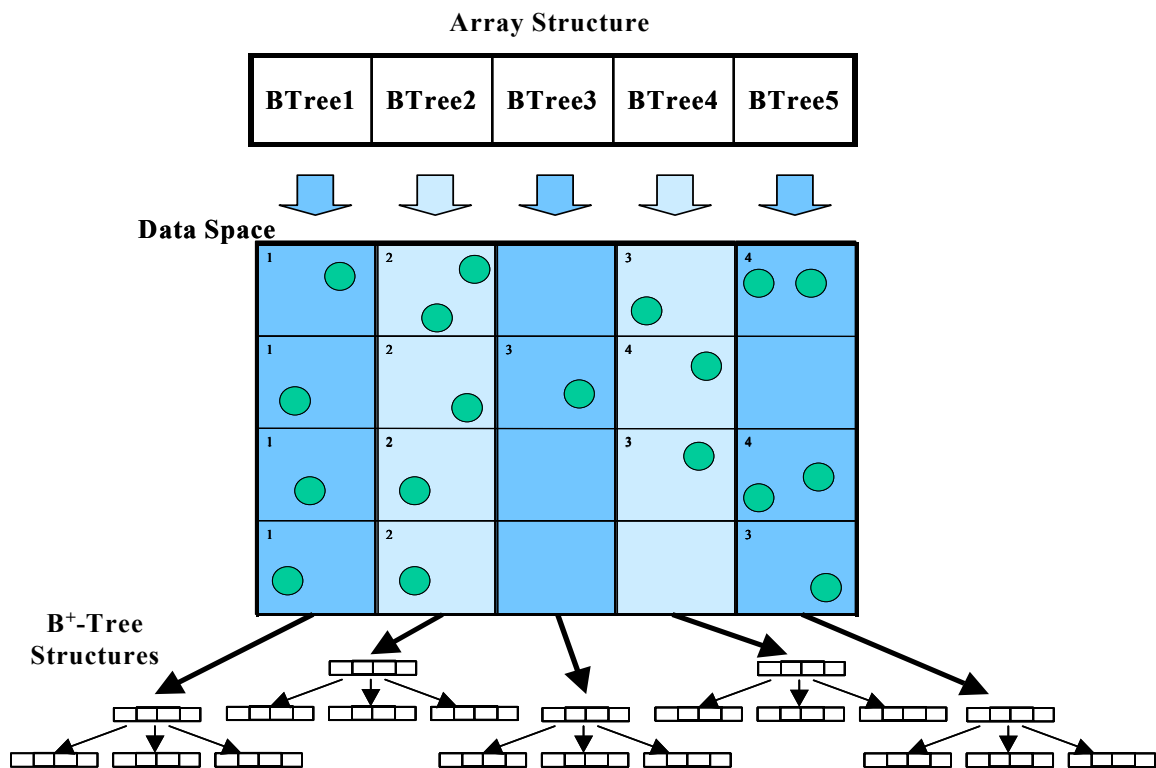 Array Structure
BTree1 BTree2 BTree3 BTree4 BTree5
Data Space
1 2 3 4
1 2 3 4
1 2 3 4
1 2 3
B+-Tree
Structures